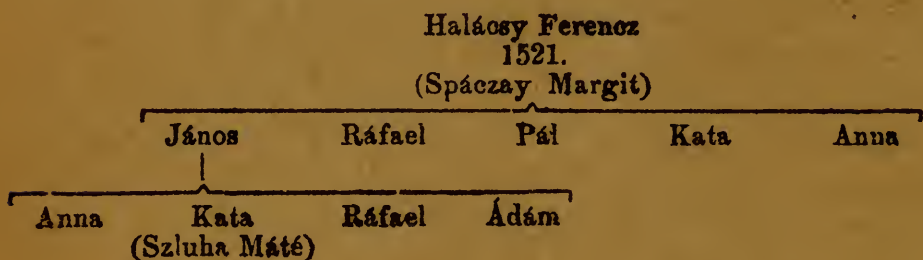 Halácsy Ferencz
1521.
(Spáczay Margit)
János Ráfael Pál Kata Anna
Anna Kata Ráfael Ádám
(Szluha Máté)